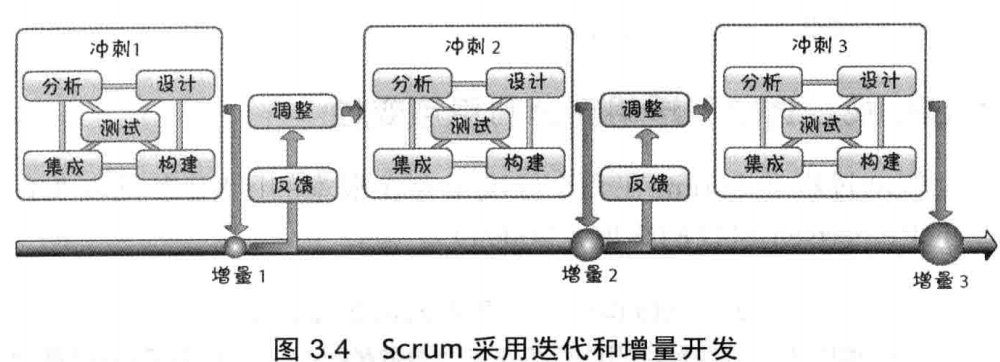 冲刺1
分析
设计
测试
集成
构建
调整
反馈
增量1
冲刺 2
分析
设计
测试
集成
构建
调整
反馈
增量2
冲刺 3
分析
设计
测试
集成
构建
增量 3
图 3.4 Scrum 采用迭代和增量开发